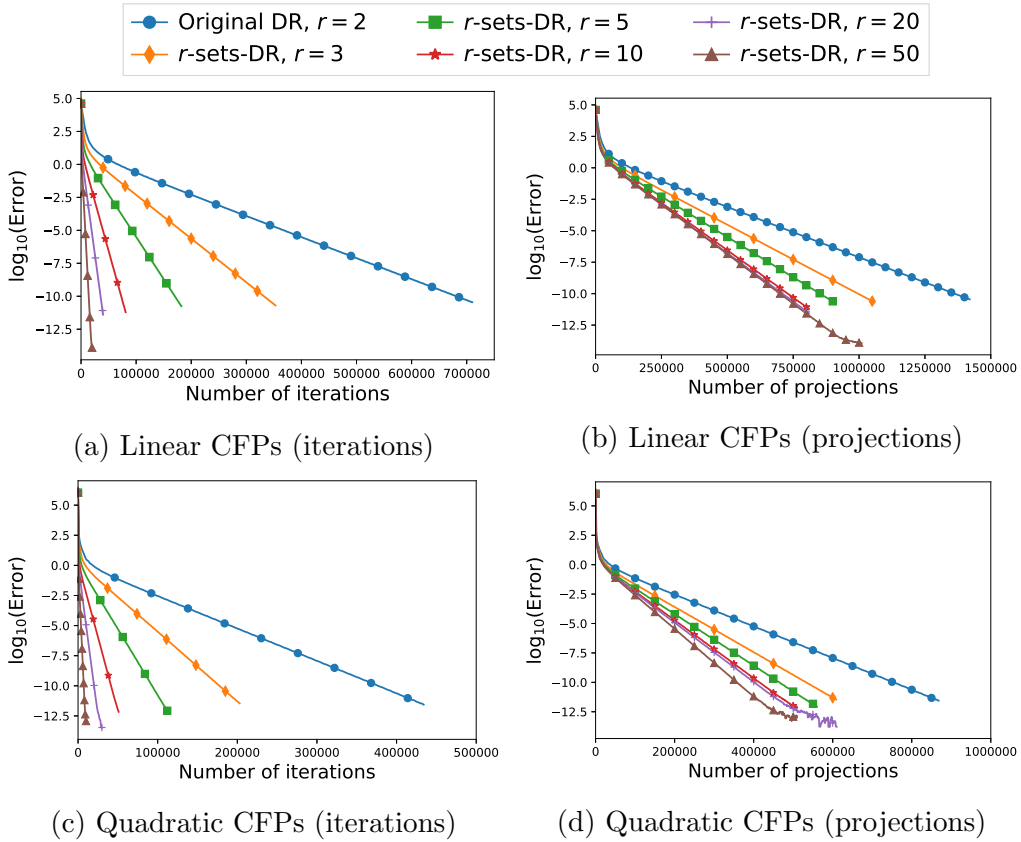 Original DR, r = 2
r-sets-DR, r = 5
r-sets-DR, r = 20
r-sets-DR, r = 3
r-sets-DR, r = 10
r-sets-DR, r = 50
5.0
2.5
0.0
−2.5
−5.0
−7.5
−10.0
−12.5
log₁₀(Error)
0 100000 200000 300000 400000 500000 600000 700000
Number of iterations
(a) Linear CFPs (iterations)
5.0
2.5
0.0
−2.5
−5.0
−7.5
−10.0
−12.5
log₁₀(Error)
0 250000 500000 750000 1000000 1250000 1500000
Number of projections
(b) Linear CFPs (projections)
5.0
2.5
0.0
−2.5
−5.0
−7.5
−10.0
−12.5
log₁₀(Error)
0 100000 200000 300000 400000 500000
Number of iterations
(c) Quadratic CFPs (iterations)
5.0
2.5
0.0
−2.5
−5.0
−7.5
−10.0
−12.5
log₁₀(Error)
0 200000 400000 600000 800000 1000000
Number of projections
(d) Quadratic CFPs (projections)